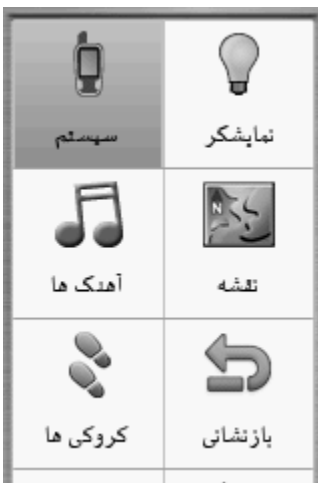 سیستم
نمایشگر
آهنگ ها
نقشه
کروکی ها
بازنشانی
N